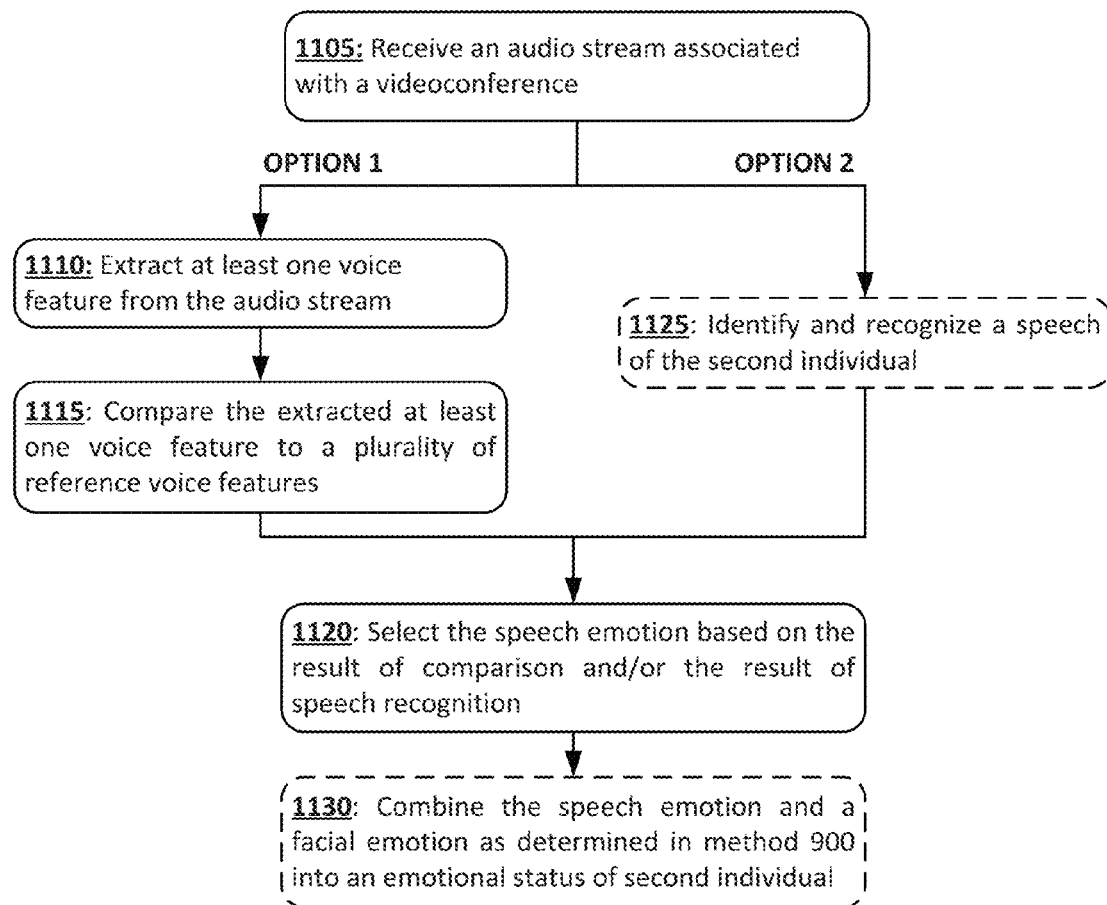 1105: Receive an audio stream associated
with a videoconference
OPTION 1
OPTION 2
1110: Extract at least one voice
feature from the audio stream
1125: Identify and recognize a speech
of the second individual
1115: Compare the extracted at least
one voice feature to a plurality of
reference voice features
1120: Select the speech emotion based on the
result of comparison and/or the result of
speech recognition
1130: Combine the speech emotion and a
facial emotion as determined in method 900
into an emotional status of second individual